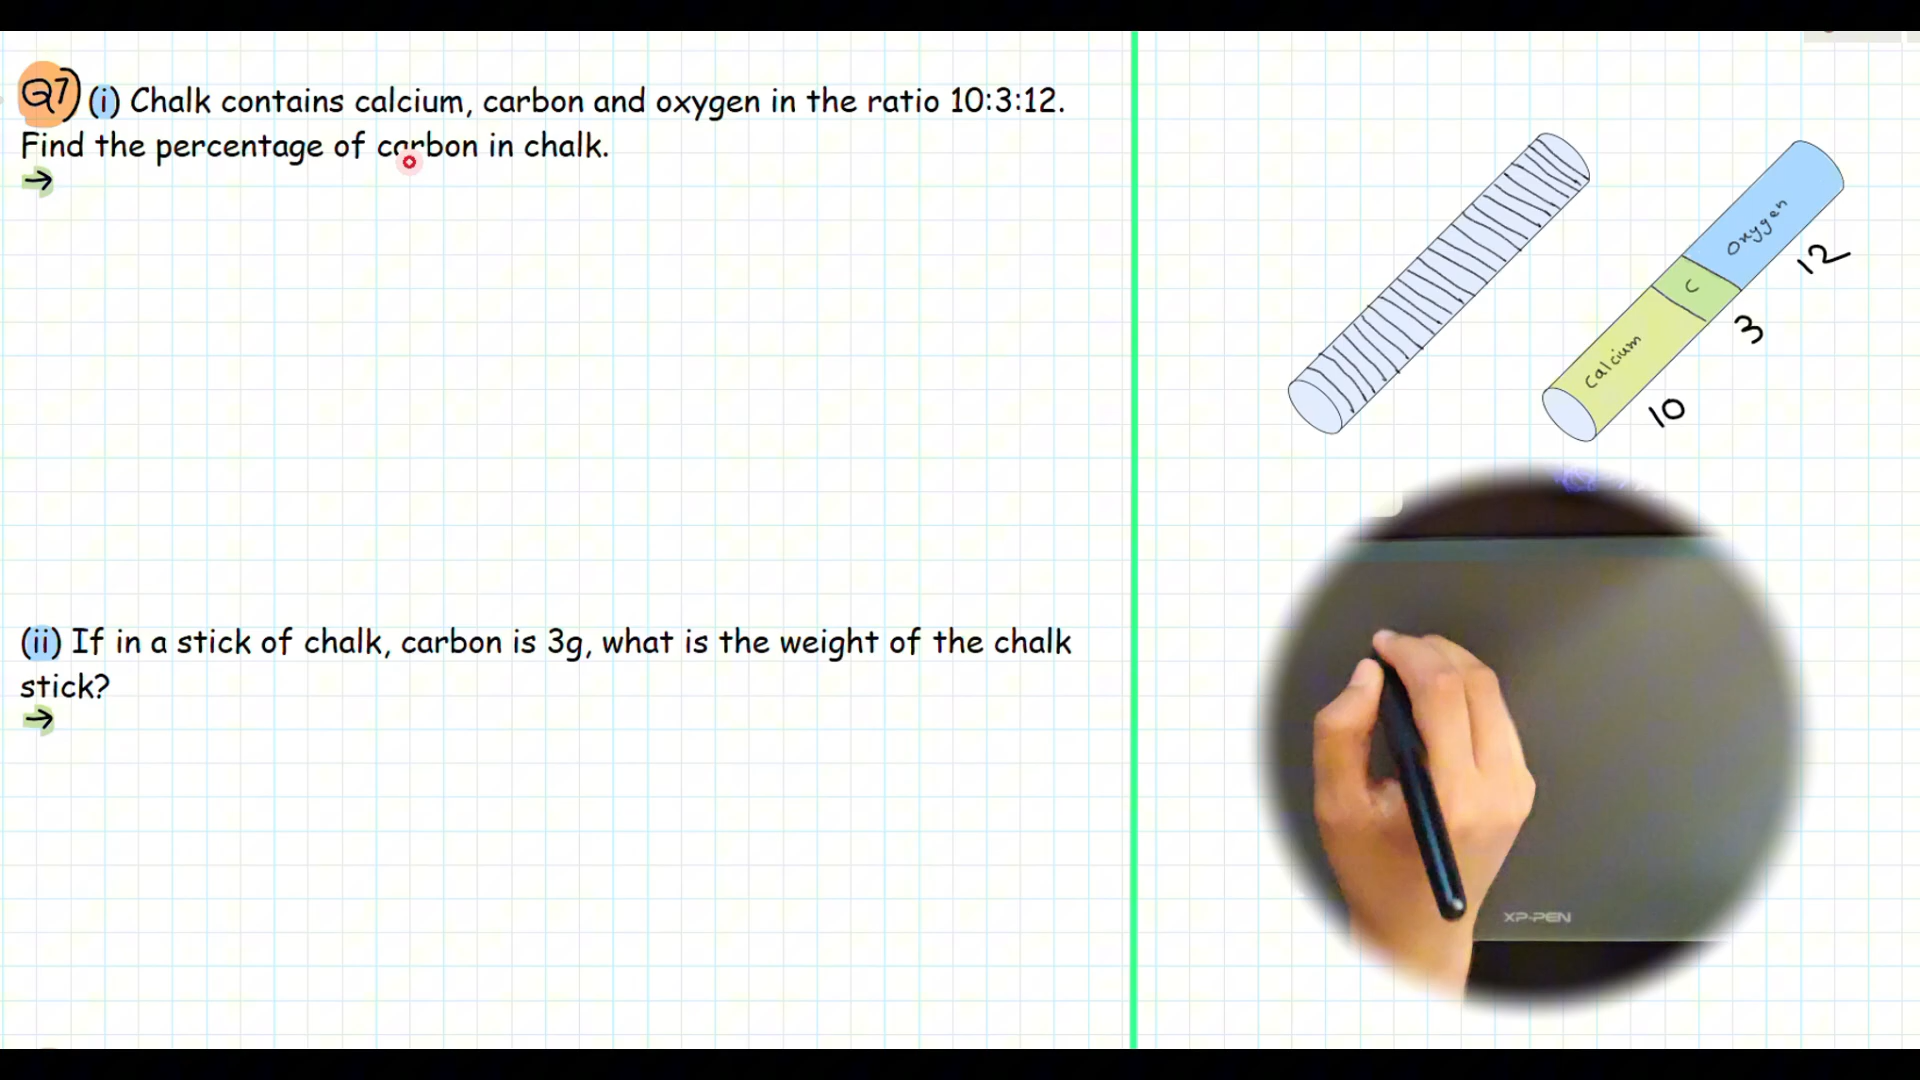 Q7) (i) Chalk contains calcium, carbon and oxygen in the ratio 10:3:12.
Find the percentage of carbon in chalk.
→
(ii) If in a stick of chalk, carbon is 3g, what is the weight of the chalk
stick?
→
Oxygen
12
C
3
Calcium
10
XP-PEN